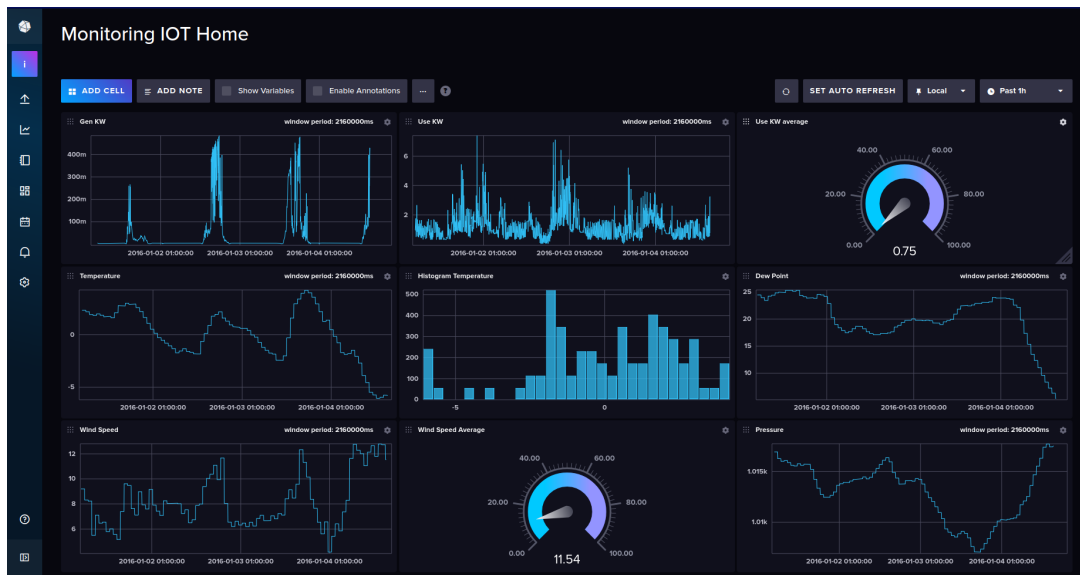 Monitoring IOT Home
i
ADD CELL
ADD NOTE
Show Variables
Enable Annotations
...
?
SET AUTO REFRESH
Local
Past 1h
Gen KW
window period: 2160000ms
400m
300m
200m
100m
2016-01-02 01:00:00 2016-01-03 01:00:00 2016-01-04 01:00:00
Use KW
window period: 2160000ms
6
4
2
2016-01-02 01:00:00 2016-01-03 01:00:00 2016-01-04 01:00:00
Use KW average
40.00 60.00
20.00 80.00
0.00 100.00
0.75
Temperature
window period: 2160000ms
0
-5
2016-01-02 01:00:00 2016-01-03 01:00:00 2016-01-04 01:00:00
Histogram Temperature
500
400
300
200
100
0
-5 0
Dew Point
window period: 2160000ms
25
20
15
10
2016-01-02 01:00:00 2016-01-03 01:00:00 2016-01-04 01:00:00
Wind Speed
window period: 2160000ms
12
10
8
6
2016-01-02 01:00:00 2016-01-03 01:00:00 2016-01-04 01:00:00
Wind Speed Average
40.00 60.00
20.00 80.00
0.00 100.00
11.54
Pressure
window period: 2160000ms
1.015k
1.01k
2016-01-02 01:00:00 2016-01-03 01:00:00 2016-01-04 01:00:00